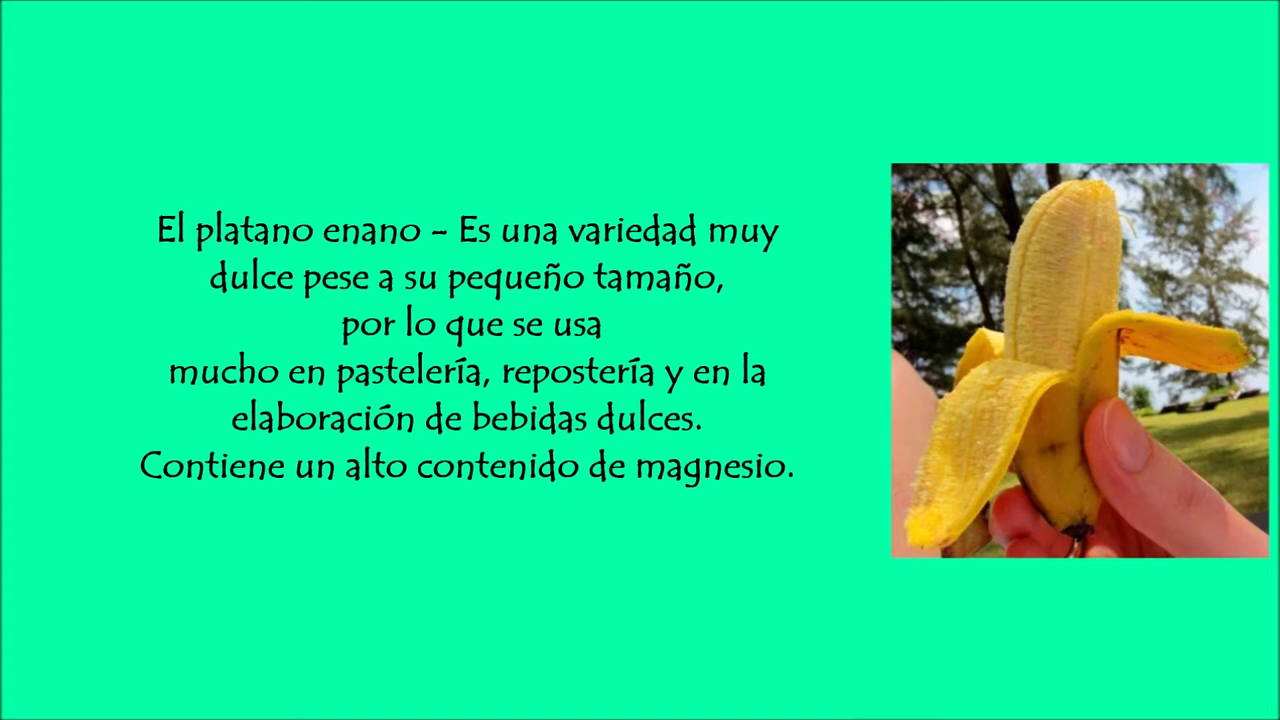 El platano enano - Es una variedad muy
dulce pese a su pequeño tamaño,
por lo que se usa
mucho en pastelería, repostería y en la
elaboración de bebidas dulces.
Contiene un alto contenido de magnesio.